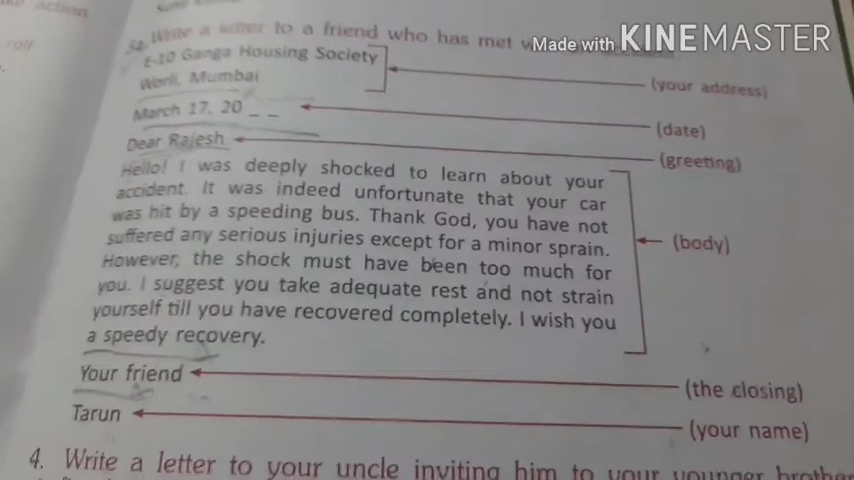 Made with KINEMASTER
Write a letter to a friend who has met
E-10 Ganga Housing Society
Worli, Mumbai
(your address)
March 17, 20 _ _
(date)
Dear Rajesh
(greeting)
Hello! I was deeply shocked to learn about your
accident. It was indeed unfortunate that your car
was hit by a speeding bus. Thank God, you have not
suffered any serious injuries except for a minor sprain.
However, the shock must have been too much for
you. I suggest you take adequate rest and not strain
yourself till you have recovered completely. I wish you
a speedy recovery.
(body)
Your friend
(the closing)
Tarun
(your name)
4. Write a letter to your uncle inviting him to your younger brother